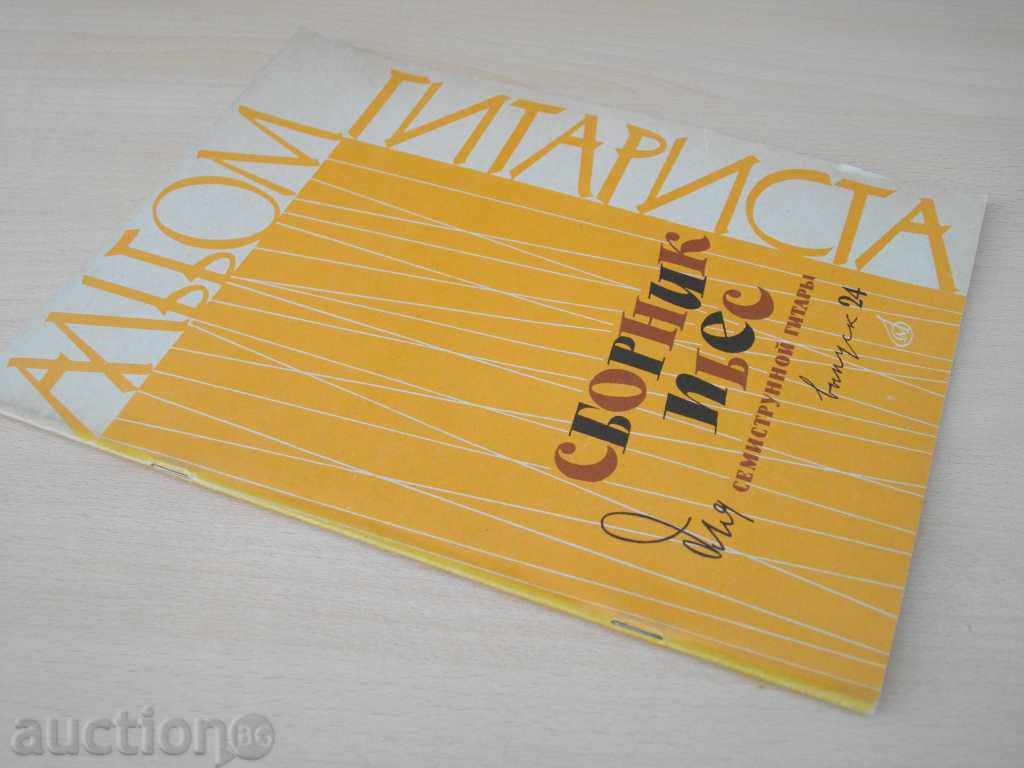 АЛЬБОМ
ГИТАРИСТА
СБОРНИК
ПЬЕС
для СЕМИСТРУННОЙ ГИТАРЫ
выпуск 24
auction BG